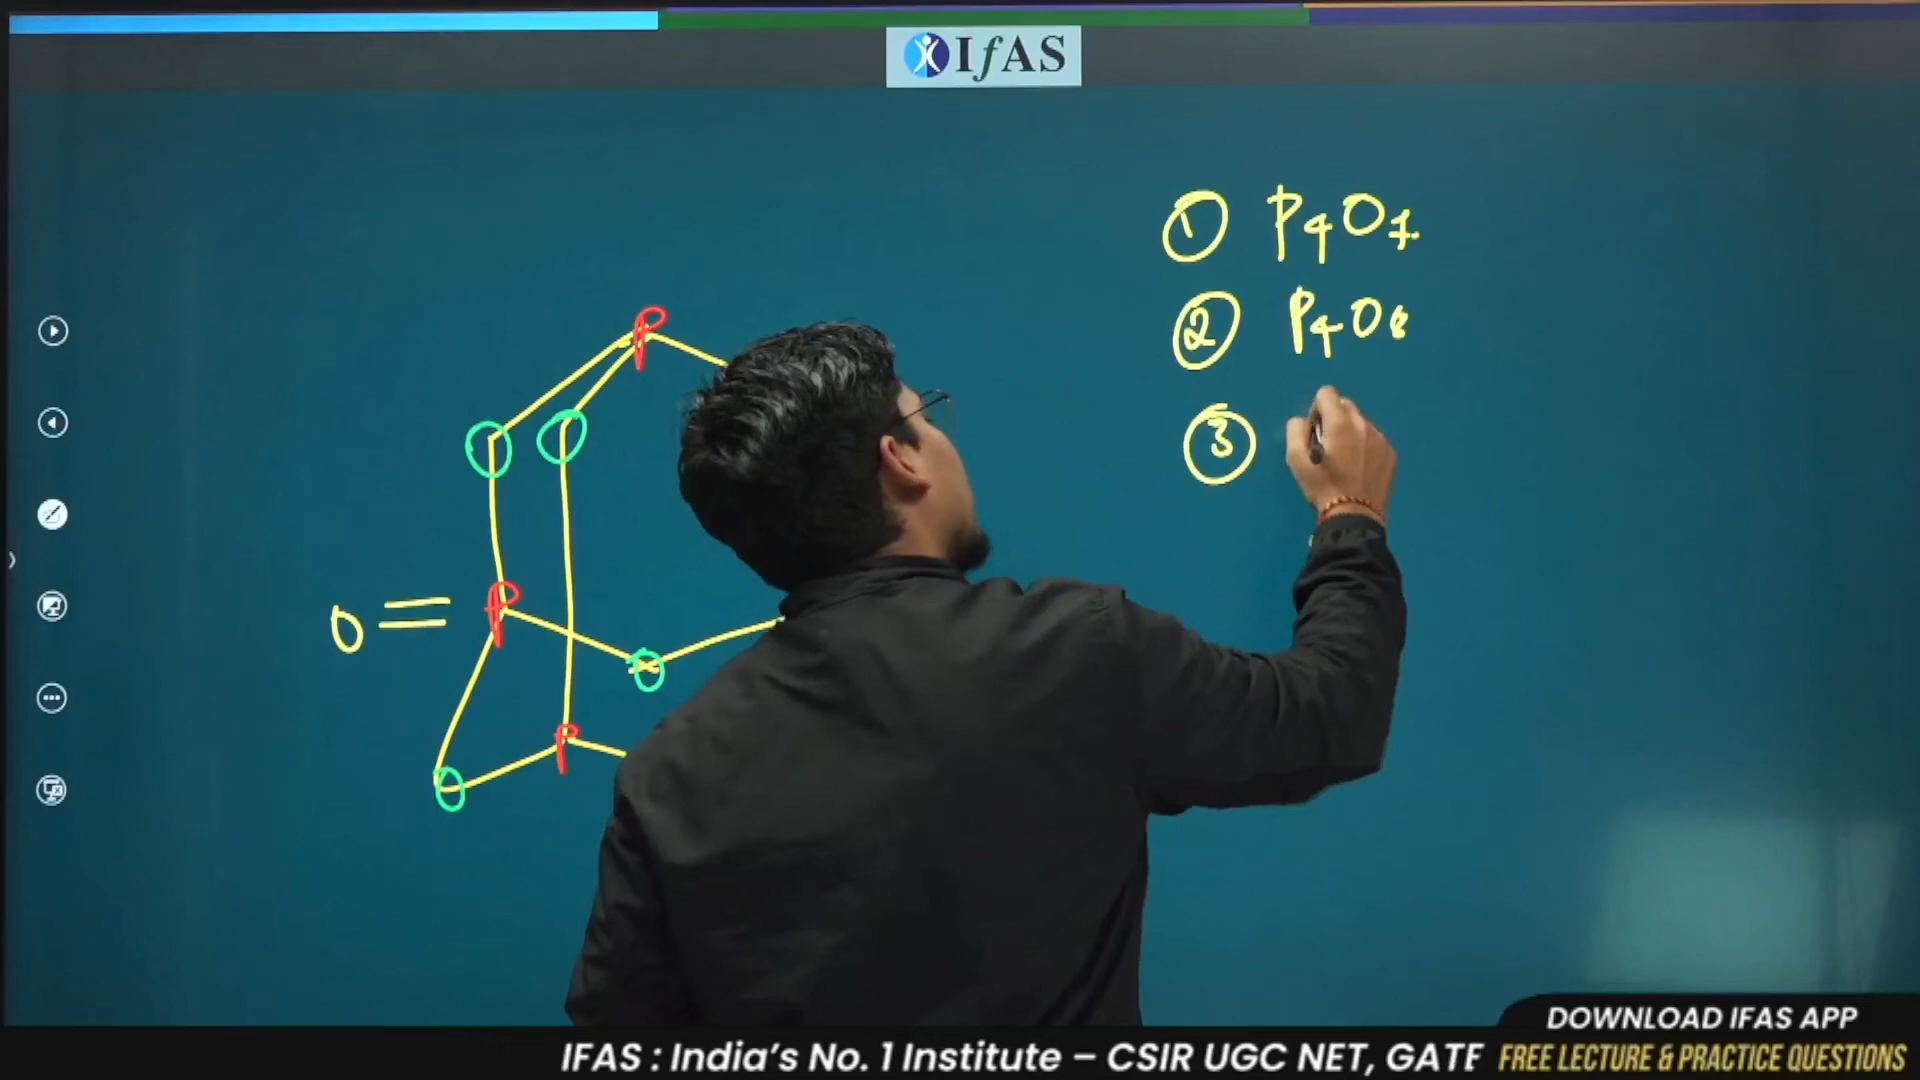 IfAS
① P4O7.
② P4O8
③
P
O
O
O = P
O
P
O
DOWNLOAD IFAS APP
IFAS : India's No. 1 Institute – CSIR UGC NET, GATE
FREE LECTURE & PRACTICE QUESTIONS